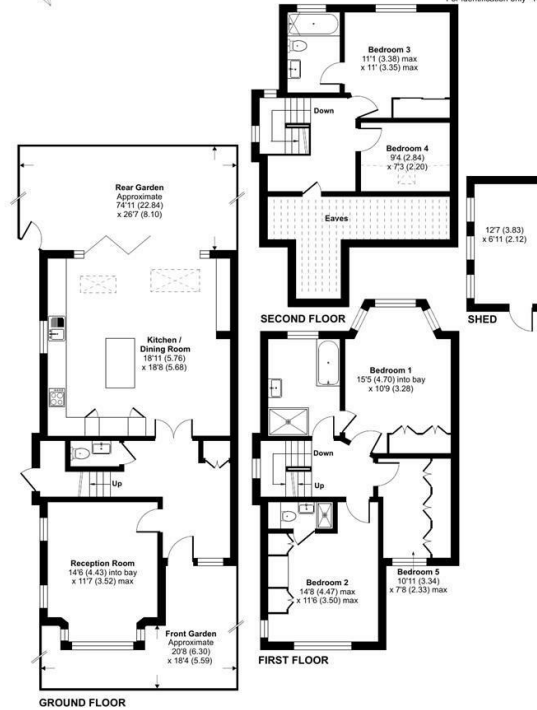 For identification only
Bedroom 3
11'1 (3.38) max
x 11' (3.35) max
Down
Bedroom 4
9'4 (2.84)
x 7'3 (2.20)
Eaves
SECOND FLOOR
12'7 (3.83)
x 6'11 (2.12)
SHED
Rear Garden
Approximate
74'11 (22.84)
x 26'7 (8.10)
Kitchen /
Dining Room
18'11 (5.76)
x 18'8 (5.68)
Up
Reception Room
14'6 (4.43) into bay
x 11'7 (3.52) max
Front Garden
Approximate
20'8 (6.30)
x 18'4 (5.59)
GROUND FLOOR
Bedroom 1
15'5 (4.70) into bay
x 10'9 (3.28)
Down
Up
Bedroom 2
14'8 (4.47) max
x 11'6 (3.50) max
Bedroom 5
10'11 (3.34)
x 7'8 (2.33) max
FIRST FLOOR